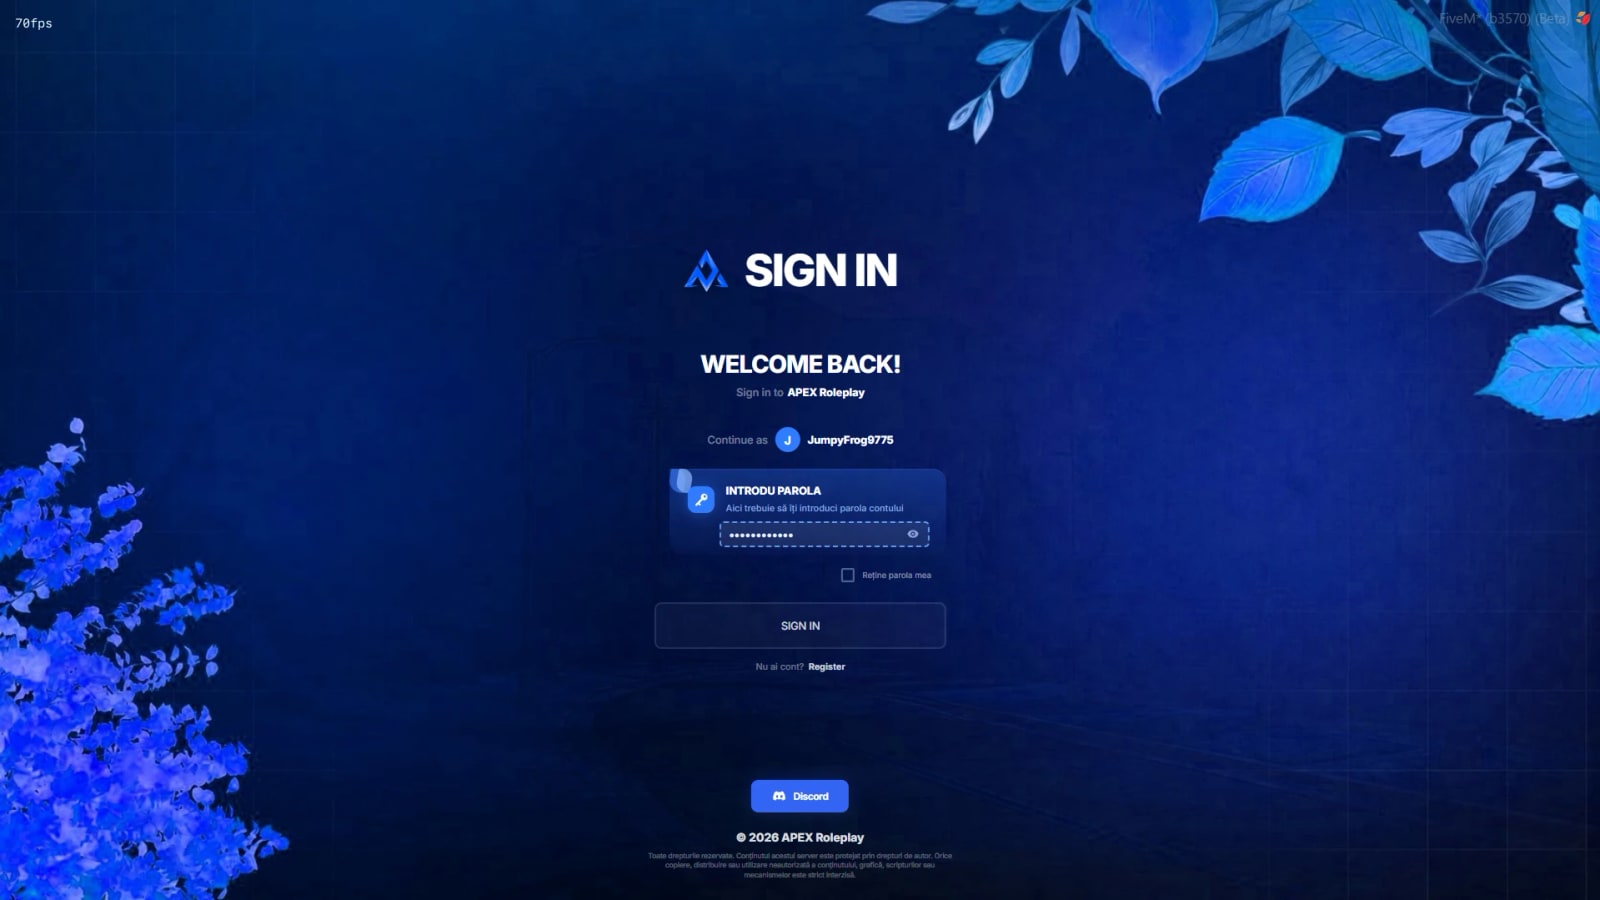 70fps
FiveM* (b3570) (Beta)
SIGN IN
WELCOME BACK!
Sign in to APEX Roleplay
Continue as J JumpyFrog9775
INTRODU PAROLA
Aici trebuie să îți introduci parola contului
••••••••••••
Reține parola mea
SIGN IN
Nu ai cont? Register
Discord
© 2026 APEX Roleplay
Toate drepturile rezervate. Conținutul acestui server este protejat prin drepturi de autor. Orice
copiere, distribuire sau utilizare neautorizată a conținutului, grafică, scripturilor sau
mecanismelor este strict interzisă.